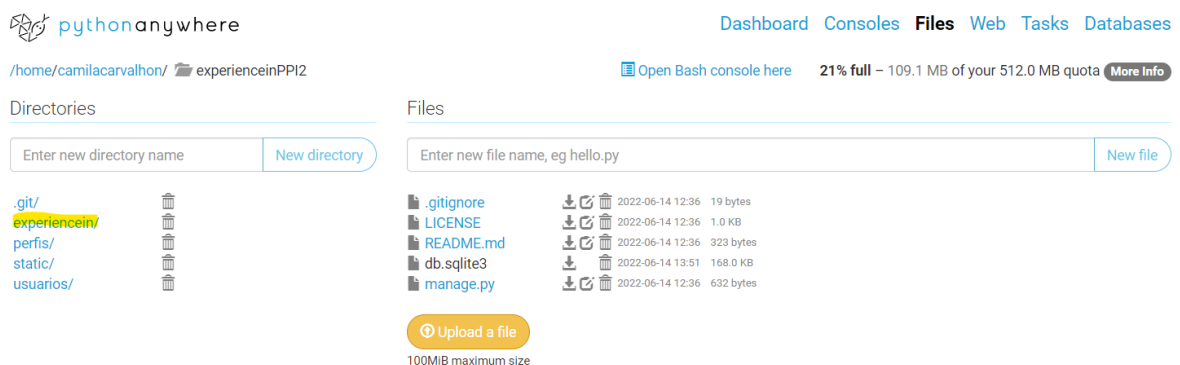 pythonanywhere
Dashboard Consoles Files Web Tasks Databases
/home/camilacarvalhon/ experienceinPPI2
Open Bash console here 21% full – 109.1 MB of your 512.0 MB quota More Info
Directories
Files
Enter new directory name New directory
Enter new file name, eg hello.py New file
.git/
experiencein/
perfis/
static/
usuarios/
.gitignore 2022-06-14 12:36 19 bytes
LICENSE 2022-06-14 12:36 1.0 KB
README.md 2022-06-14 12:36 323 bytes
db.sqlite3 2022-06-14 13:51 168.0 KB
manage.py 2022-06-14 12:36 632 bytes
Upload a file
100MiB maximum size